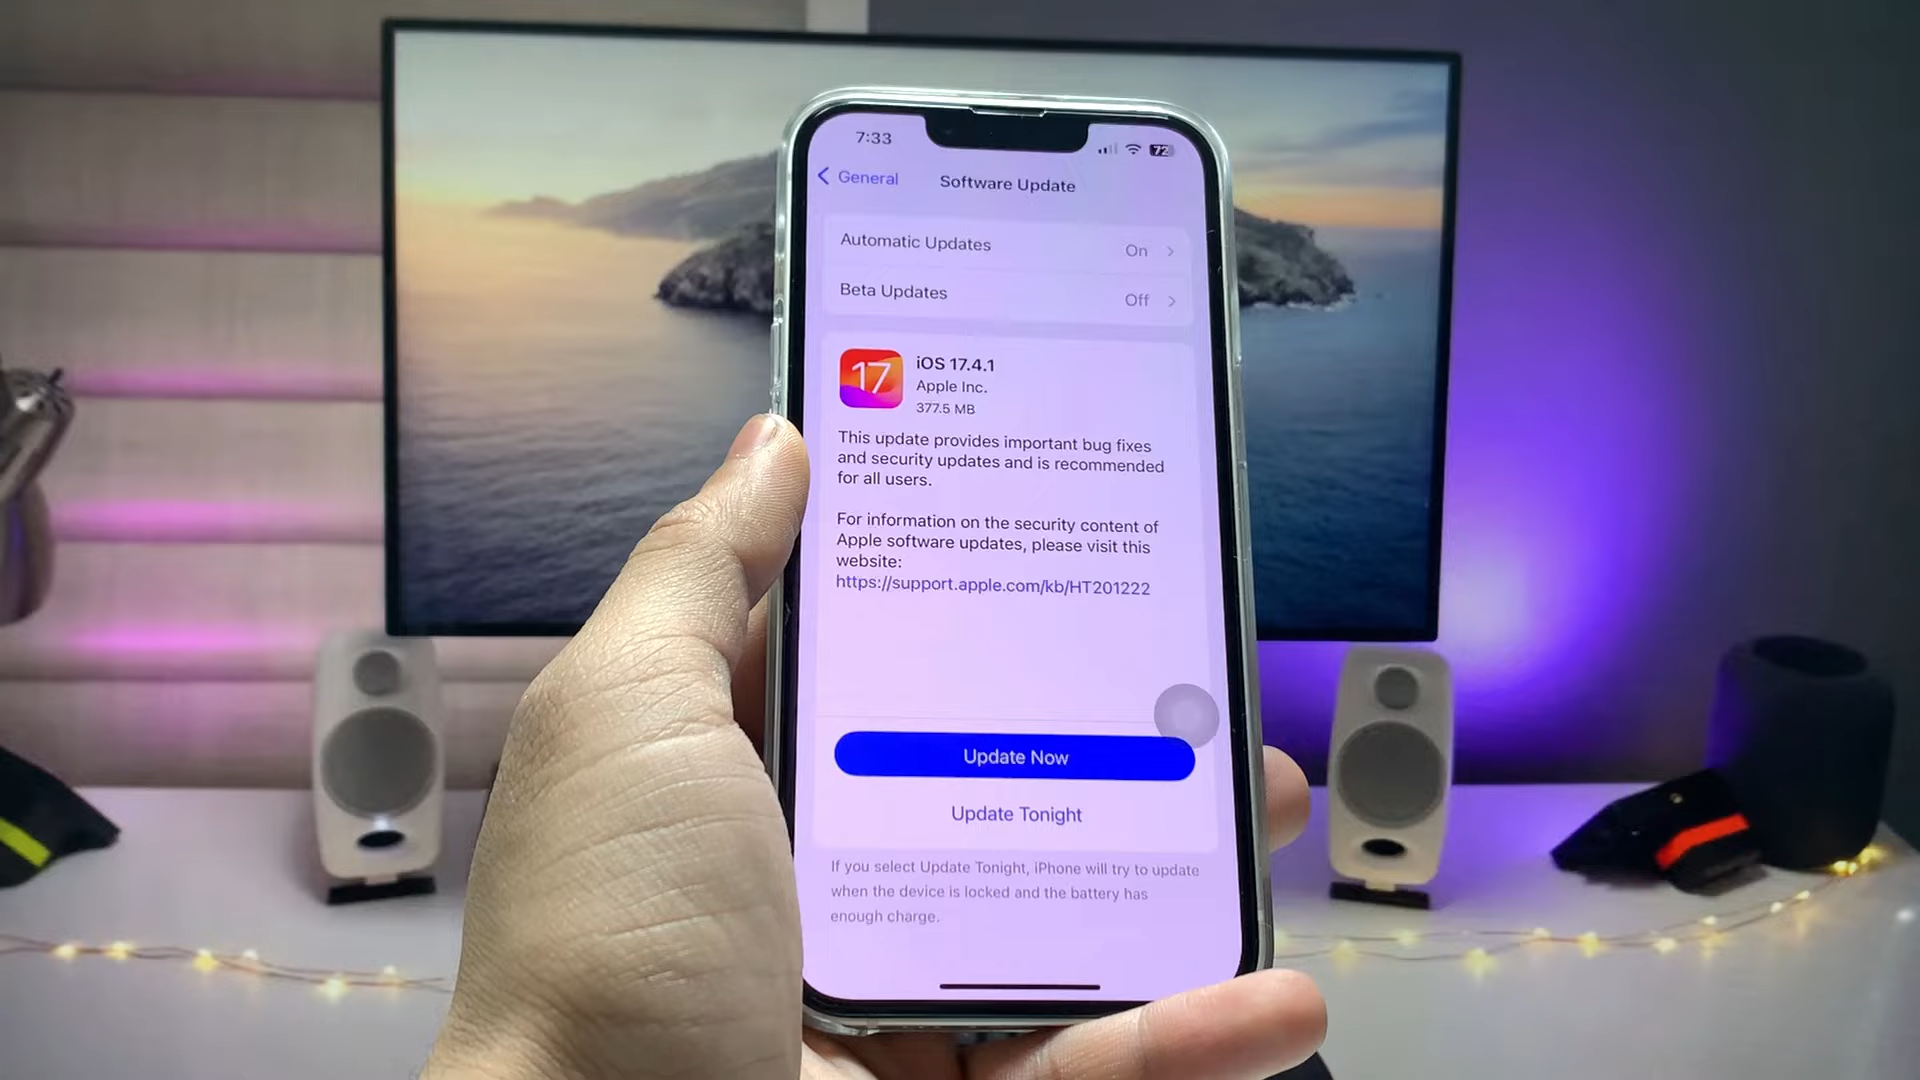 7:33
72
General
Software Update
Automatic Updates
On
Beta Updates
Off
17
iOS 17.4.1
Apple Inc.
377.5 MB
This update provides important bug fixes
and security updates and is recommended
for all users.
For information on the security content of
Apple software updates, please visit this
website:
https://support.apple.com/kb/HT201222
Update Now
Update Tonight
If you select Update Tonight, iPhone will try to update
when the device is locked and the battery has
enough charge.